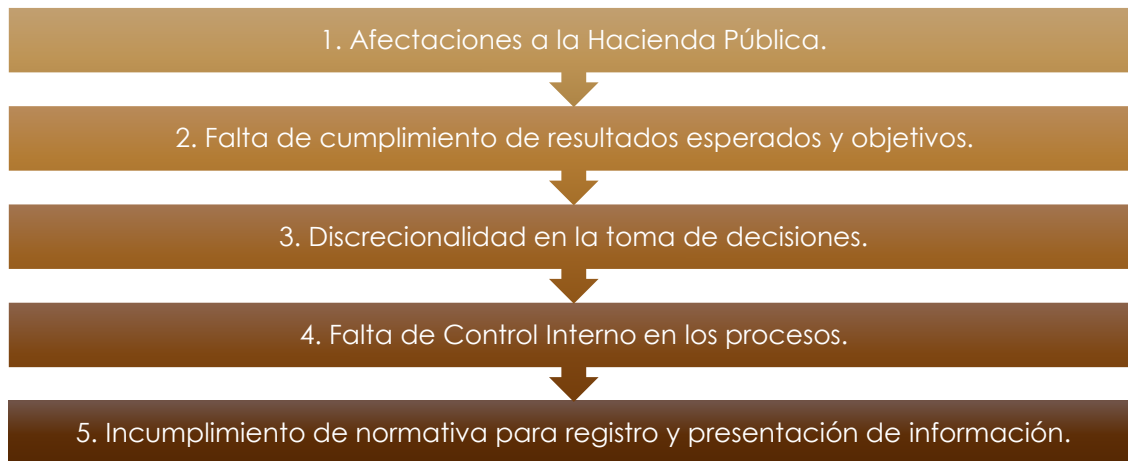 1. Afectaciones a la Hacienda Pública.
2. Falta de cumplimiento de resultados esperados y objetivos.
3. Discrecionalidad en la toma de decisiones.
4. Falta de Control Interno en los procesos.
5. Incumplimiento de normativa para registro y presentación de información.